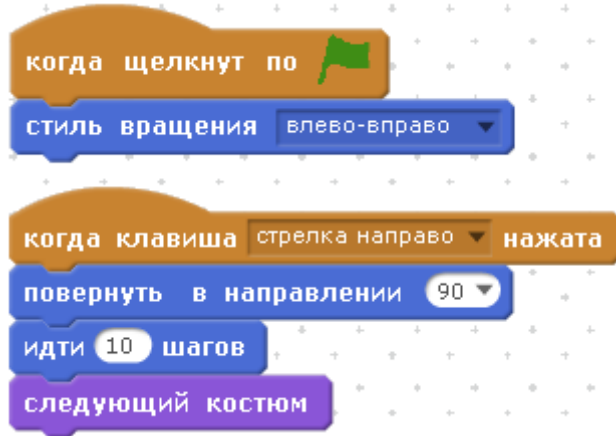 когда щелкнут по
стиль вращения влево-вправо
когда клавиша стрелка направо нажата
повернуть в направлении 90
идти 10 шагов
следующий костюм